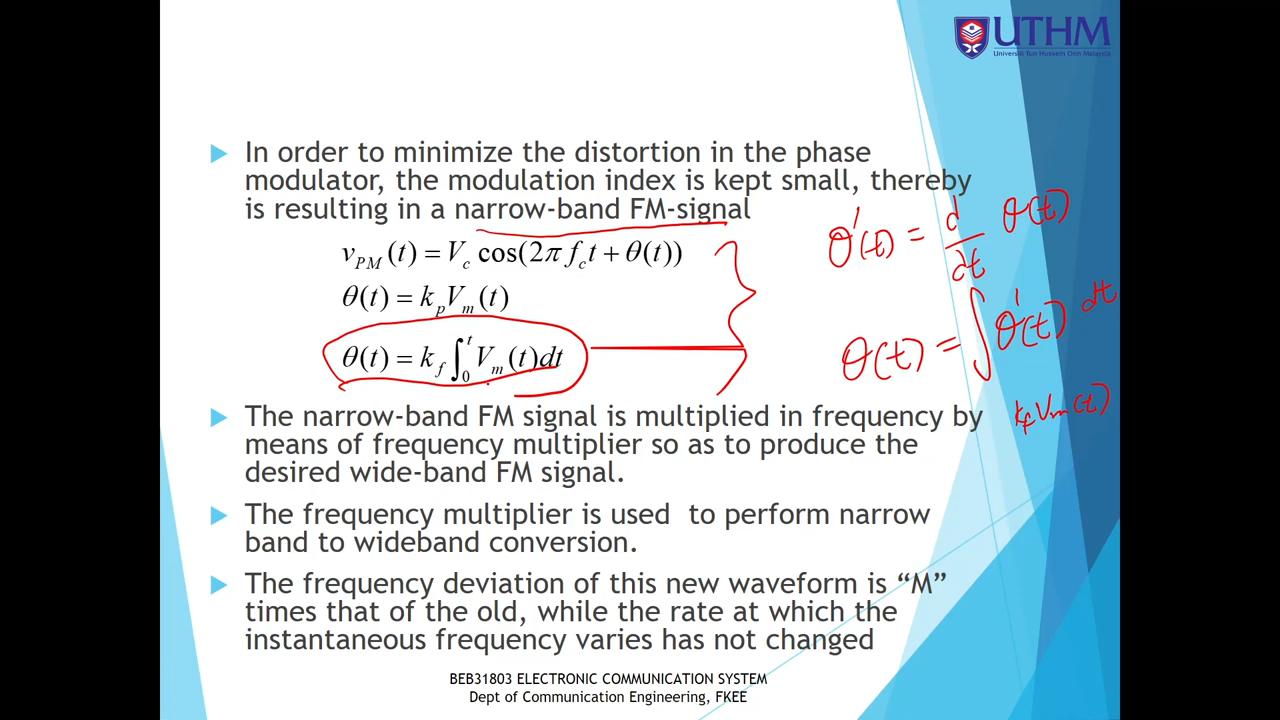 UTHM
Universiti Tun Hussein Onn Malaysia
In order to minimize the distortion in the phase
modulator, the modulation index is kept small, thereby
is resulting in a narrow-band FM-signal
v_PM(t) = V_c cos(2π f_c t + θ(t))
θ(t) = k_p V_m(t)
θ(t) = k_f ∫_0^t V_m(t)dt
θ'(t) = d/dt θ(t)
θ(t) = ∫ θ'(t) dt
k_f V_m(t)
The narrow-band FM signal is multiplied in frequency by
means of frequency multiplier so as to produce the
desired wide-band FM signal.
The frequency multiplier is used to perform narrow
band to wideband conversion.
The frequency deviation of this new waveform is “M”
times that of the old, while the rate at which the
instantaneous frequency varies has not changed
BEB31803 ELECTRONIC COMMUNICATION SYSTEM
Dept of Communication Engineering, FKEE